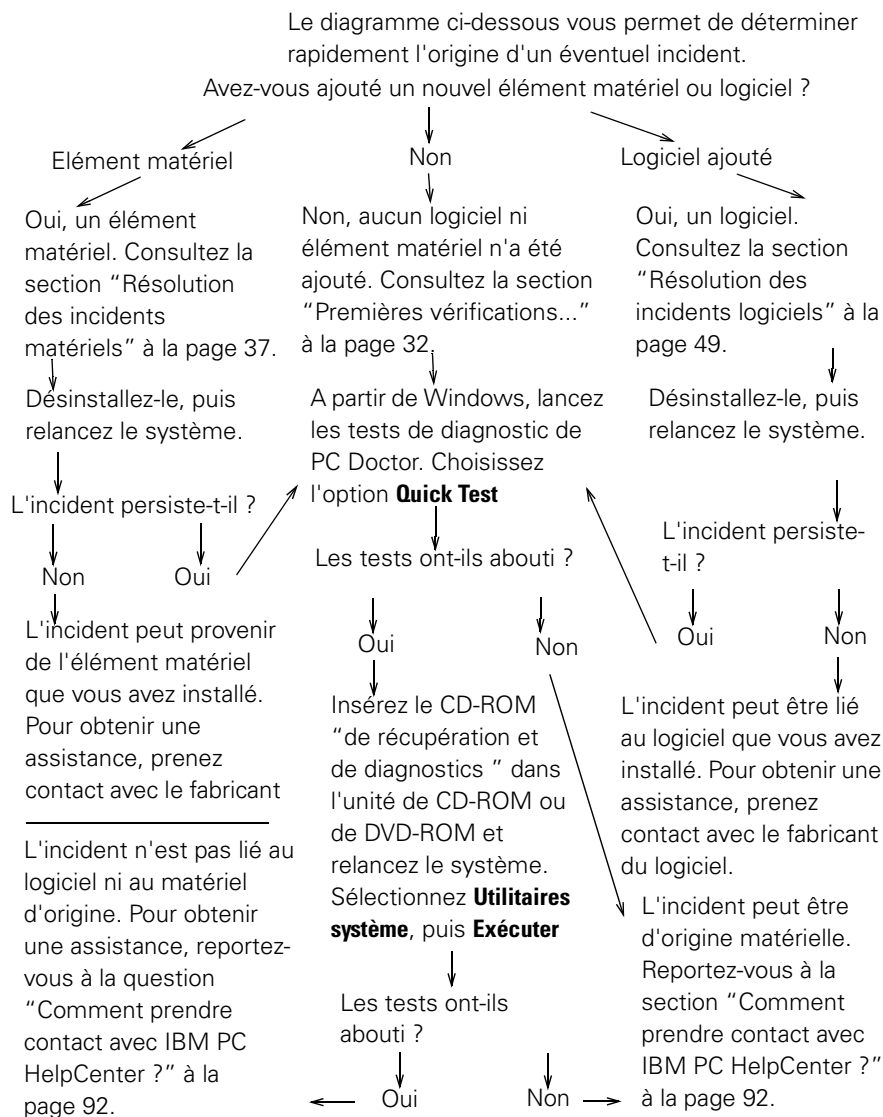 Le diagramme ci-dessous vous permet de déterminer
rapidement l'origine d'un éventuel incident.
Avez-vous ajouté un nouvel élément matériel ou logiciel ?
Elément matériel
Non
Logiciel ajouté
Oui, un élément
matériel. Consultez la
section “Résolution
des incidents
matériels” à la page 37.
Non, aucun logiciel ni
élément matériel n'a été
ajouté. Consultez la section
“Premières vérifications...”
à la page 32.
Oui, un logiciel.
Consultez la section
“Résolution des
incidents logiciels” à la
page 49.
Désinstallez-le, puis
relancez le système.
A partir de Windows, lancez
les tests de diagnostic de
PC Doctor. Choisissez
l'option Quick Test
Désinstallez-le, puis
relancez le système.
L'incident persiste-t-il ?
Non
Oui
Les tests ont-ils abouti ?
L'incident persiste-
t-il ?
Oui
Non
Oui
Non
L'incident peut provenir
de l'élément matériel
que vous avez installé.
Pour obtenir une
assistance, prenez
contact avec le fabricant
Insérez le CD-ROM
“de récupération et
de diagnostics ” dans
l'unité de CD-ROM ou
de DVD-ROM et
relancez le système.
Sélectionnez Utilitaires
système, puis Exécuter
L'incident peut être lié
au logiciel que vous avez
installé. Pour obtenir une
assistance, prenez
contact avec le fabricant
du logiciel.
L'incident n'est pas lié au
logiciel ni au matériel
d'origine. Pour obtenir
une assistance, reportez-
vous à la question
“Comment prendre
contact avec IBM PC
HelpCenter ?” à la
page 92.
Les tests ont-ils
abouti ?
Oui
Non
L'incident peut être
d'origine matérielle.
Reportez-vous à la
section “Comment
prendre contact avec
IBM PC HelpCenter ?”
à la page 92.